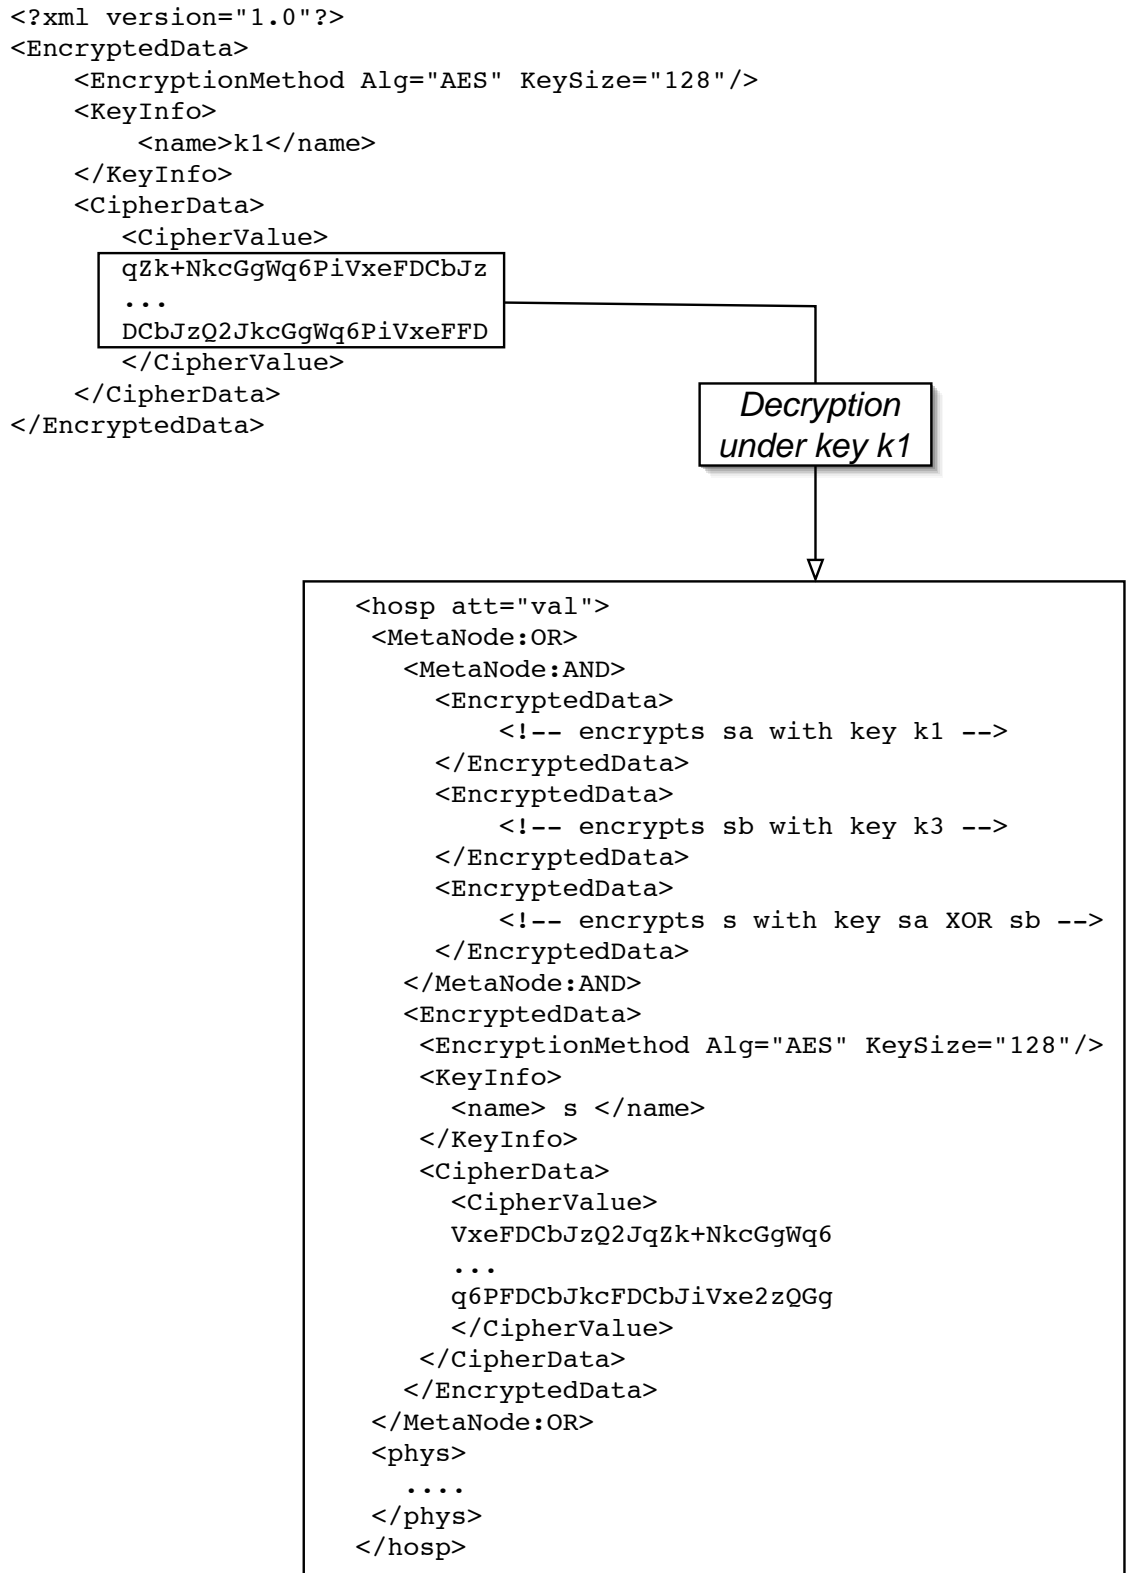 <?xml version="1.0"?>
<EncryptedData>
    <EncryptionMethod Alg="AES" KeySize="128"/>
    <KeyInfo>
        <name>k1</name>
    </KeyInfo>
    <CipherData>
       <CipherValue>
       qZk+NkcGgWq6PiVxeFDCbJz
       ...
       DCbJzQ2JkcGgWq6PiVxeFFD
       </CipherValue>
    </CipherData>
</EncryptedData>
Decryption
under key k1
<hosp att="val">
 <MetaNode:OR>
   <MetaNode:AND>
     <EncryptedData>
         <!-- encrypts sa with key k1 -->
     </EncryptedData>
     <EncryptedData>
         <!-- encrypts sb with key k3 -->
     </EncryptedData>
     <EncryptedData>
         <!-- encrypts s with key sa XOR sb -->
     </EncryptedData>
   </MetaNode:AND>
   <EncryptedData>
    <EncryptionMethod Alg="AES" KeySize="128"/>
    <KeyInfo>
      <name> s </name>
    </KeyInfo>
    <CipherData>
      <CipherValue>
      VxeFDCbJzQ2JqZk+NkcGgWq6
      ...
      q6PFDCbJkcFDCbJiVxe2zQGg
      </CipherValue>
    </CipherData>
   </EncryptedData>
 </MetaNode:OR>
 <phys>
   ....
 </phys>
</hosp>